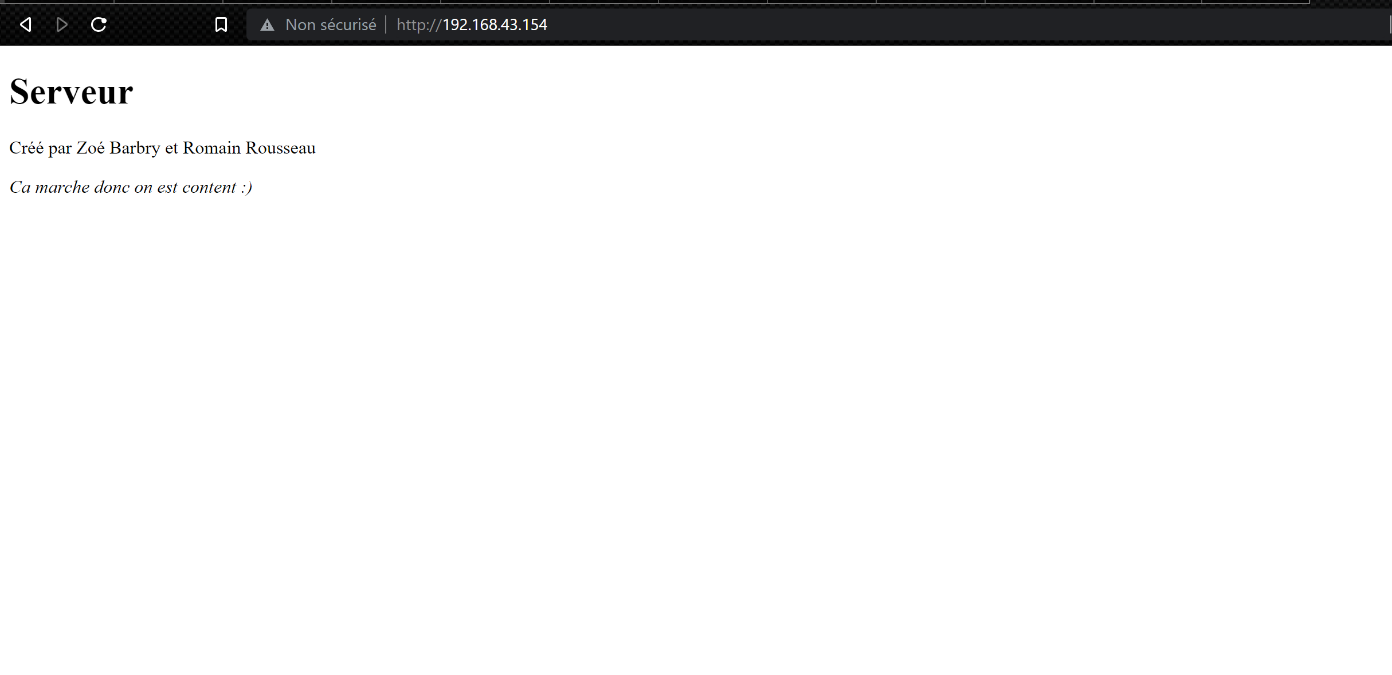 Non sécurisé http://192.168.43.154
Serveur
Créé par Zoé Barbry et Romain Rousseau
Ca marche donc on est content :)